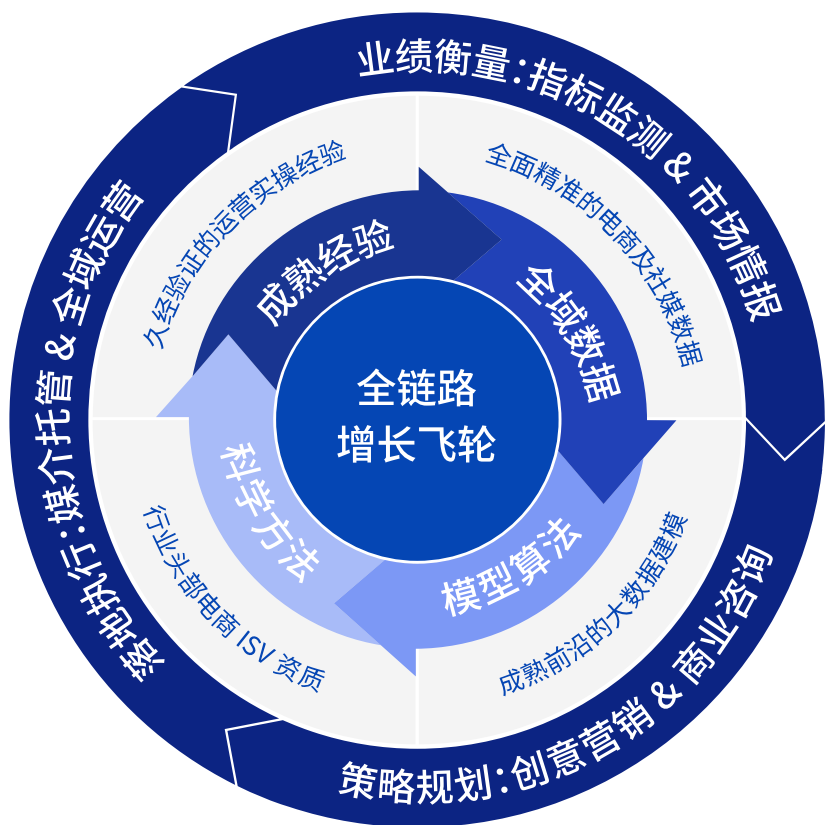 业绩衡量：指标监测 & 市场情报
策略规划：创意营销 & 商业咨询
落地执行：媒介托管 & 全域运营
久经验证的运营实操经验
全面精准的电商及社媒数据
成熟前沿的大数据建模
行业头部电商 ISV 资质
成熟经验
全域数据
模型算法
科学方法
全链路
增长飞轮